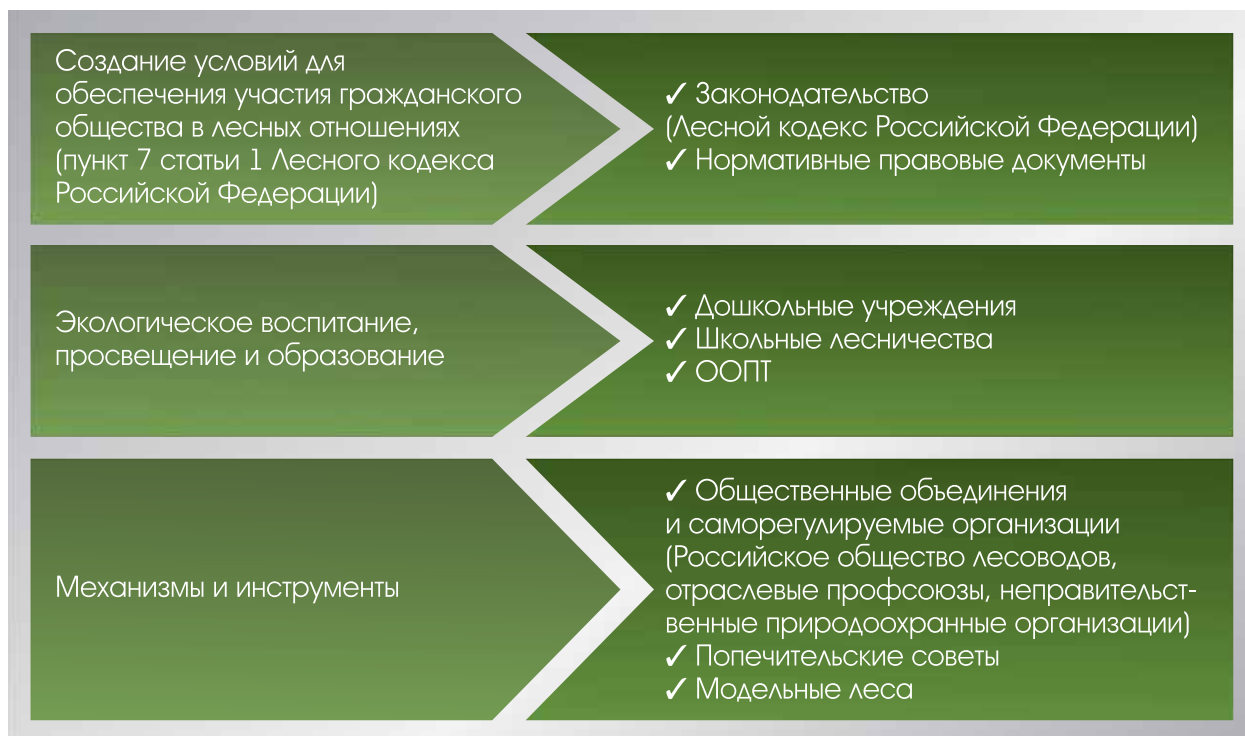 Создание условий для
обеспечения участия гражданского
общества в лесных отношениях
(пункт 7 статьи 1 Лесного кодекса
Российской Федерации)
✓ Законодательство
(Лесной кодекс Российской Федерации)
✓ Нормативные правовые документы
Экологическое воспитание,
просвещение и образование
✓ Дошкольные учреждения
✓ Школьные лесничества
✓ ООПТ
Механизмы и инструменты
✓ Общественные объединения
и саморегулируемые организации
(Российское общество лесоводов,
отраслевые профсоюзы, неправительст-
венные природоохранные организации)
✓ Попечительские советы
✓ Модельные леса